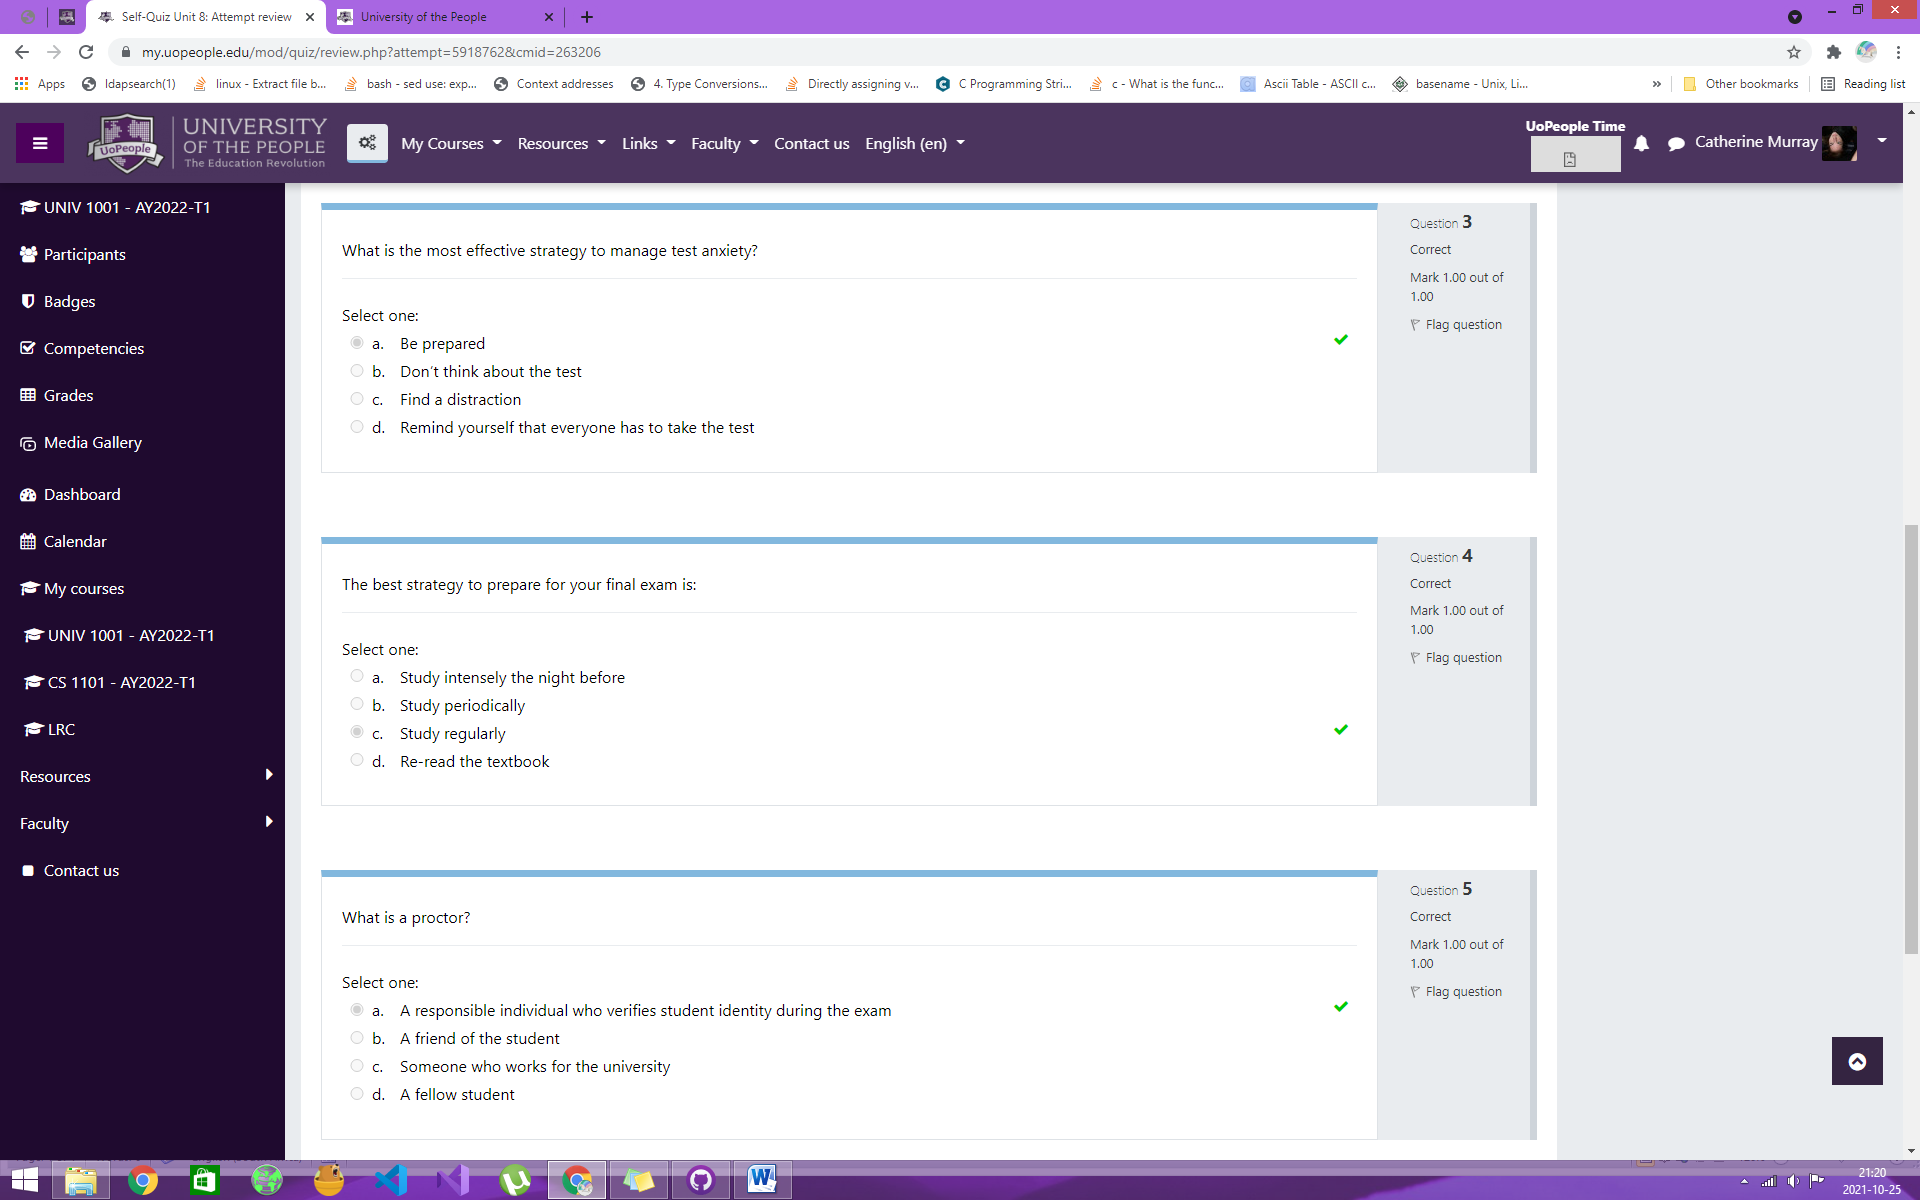 Self-Quiz Unit 8: Attempt review
University of the People
my.uopeople.edu/mod/quiz/review.php?attempt=5918762&cmid=263206
Apps
ldapsearch(1)
linux - Extract file b...
bash - sed use: exp...
Context addresses
4. Type Conversions...
Directly assigning v...
C Programming Stri...
c - What is the func...
Ascii Table - ASCII c...
basename - Unix, Li...
»
Other bookmarks
Reading list
UoPeople
UNIVERSITY
OF THE PEOPLE
The Education Revolution
My Courses
Resources
Links
Faculty
Contact us
English (en)
UoPeople Time
Catherine Murray
UNIV 1001 - AY2022-T1
Participants
Badges
Competencies
Grades
Media Gallery
Dashboard
Calendar
My courses
UNIV 1001 - AY2022-T1
CS 1101 - AY2022-T1
LRC
Resources
Faculty
Contact us
What is the most effective strategy to manage test anxiety?
Select one:
a. Be prepared
b. Don't think about the test
c. Find a distraction
d. Remind yourself that everyone has to take the test
Question 3
Correct
Mark 1.00 out of
1.00
Flag question
The best strategy to prepare for your final exam is:
Select one:
a. Study intensely the night before
b. Study periodically
c. Study regularly
d. Re-read the textbook
Question 4
Correct
Mark 1.00 out of
1.00
Flag question
What is a proctor?
Select one:
a. A responsible individual who verifies student identity during the exam
b. A friend of the student
c. Someone who works for the university
d. A fellow student
Question 5
Correct
Mark 1.00 out of
1.00
Flag question
21:20
2021-10-25